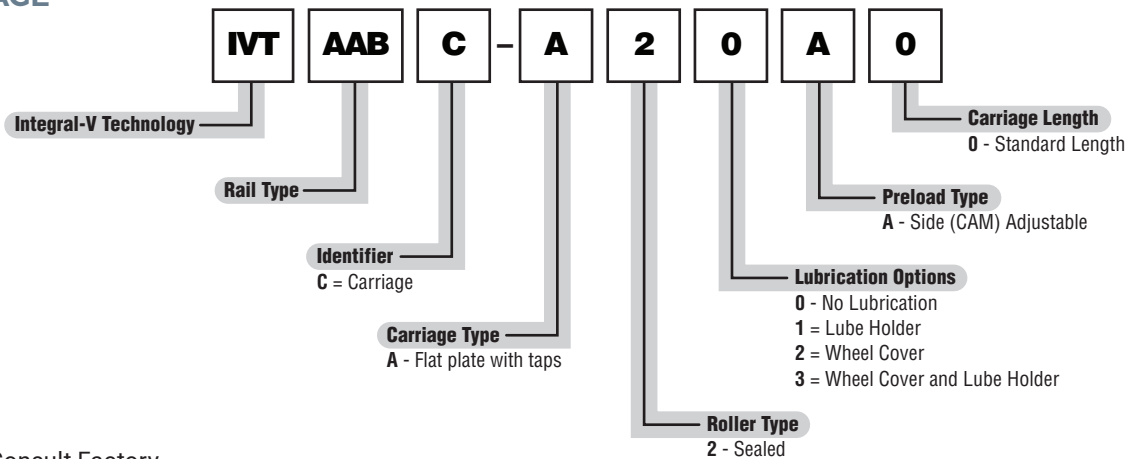 IVT AAB C – A 2 0 A 0
Integral-V Technology
Carriage Length
0 - Standard Length
Rail Type
Preload Type
A - Side (CAM) Adjustable
Identifier
C = Carriage
Lubrication Options
0 - No Lubrication
1 = Lube Holder
2 = Wheel Cover
3 = Wheel Cover and Lube Holder
Carriage Type
A - Flat plate with taps
Roller Type
2 - Sealed